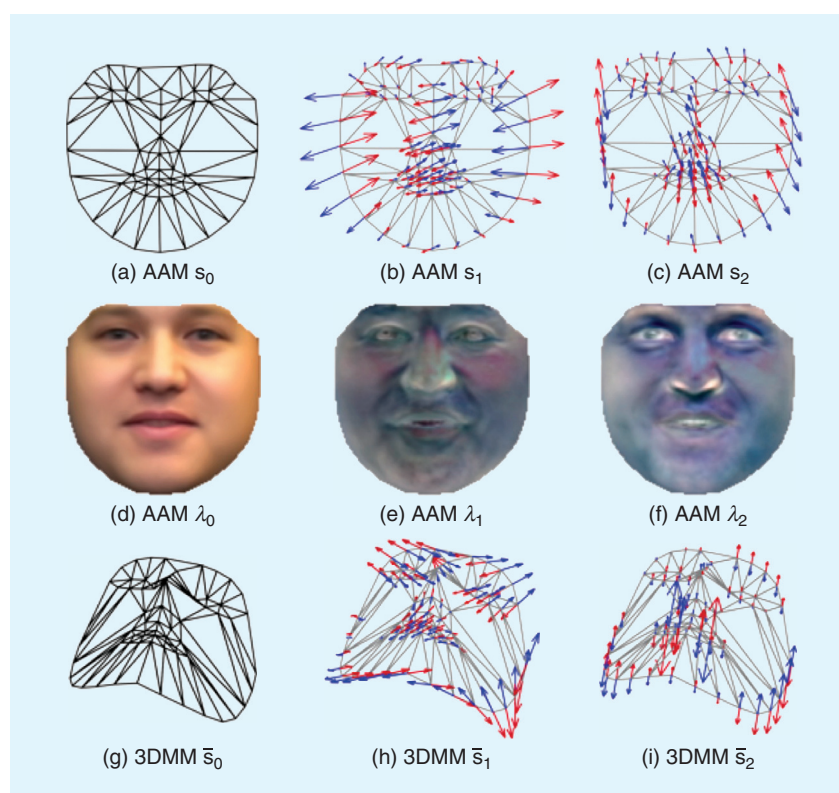 (a) AAM s₀
(b) AAM s₁
(c) AAM s₂
(d) AAM λ₀
(e) AAM λ₁
(f) AAM λ₂
(g) 3DMM s̅₀
(h) 3DMM s̅₁
(i) 3DMM s̅₂